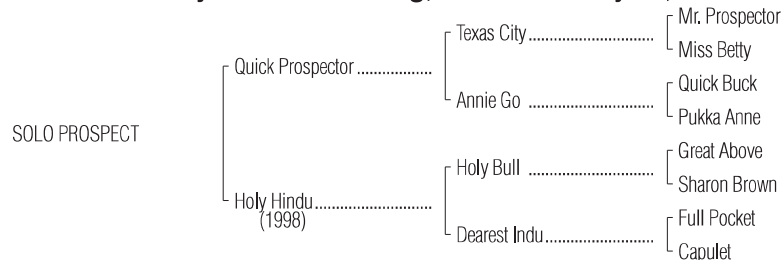 Mr. Prospector
Texas City
Miss Betty
Quick Prospector
Quick Buck
Annie Go
Pukka Anne
SOLO PROSPECT
Great Above
Holy Bull
Sharon Brown
Holy Hindu
(1998)
Full Pocket
Dearest Indu
Capulet